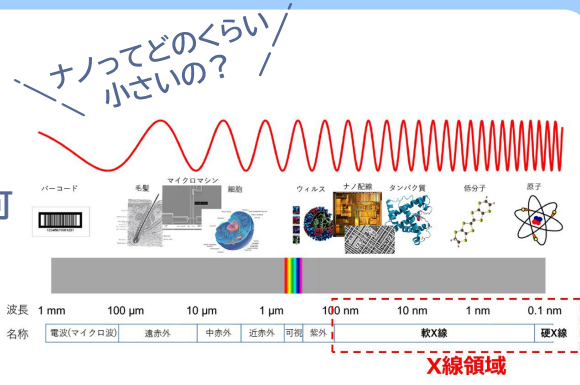 ナノってどのくらい
小さいの？
可
バーコード
毛髪
マイクロマシン
細胞
ウィルス
ナノ配線
タンパク質
低分子
原子
波長 1 mm 100 μm 10 μm 1 μm 100 nm 10 nm 1 nm 0.1 nm
名称 電波(マイクロ波) 遠赤外 中赤外 近赤外 可視 紫外 軟X線 硬X線
X線領域